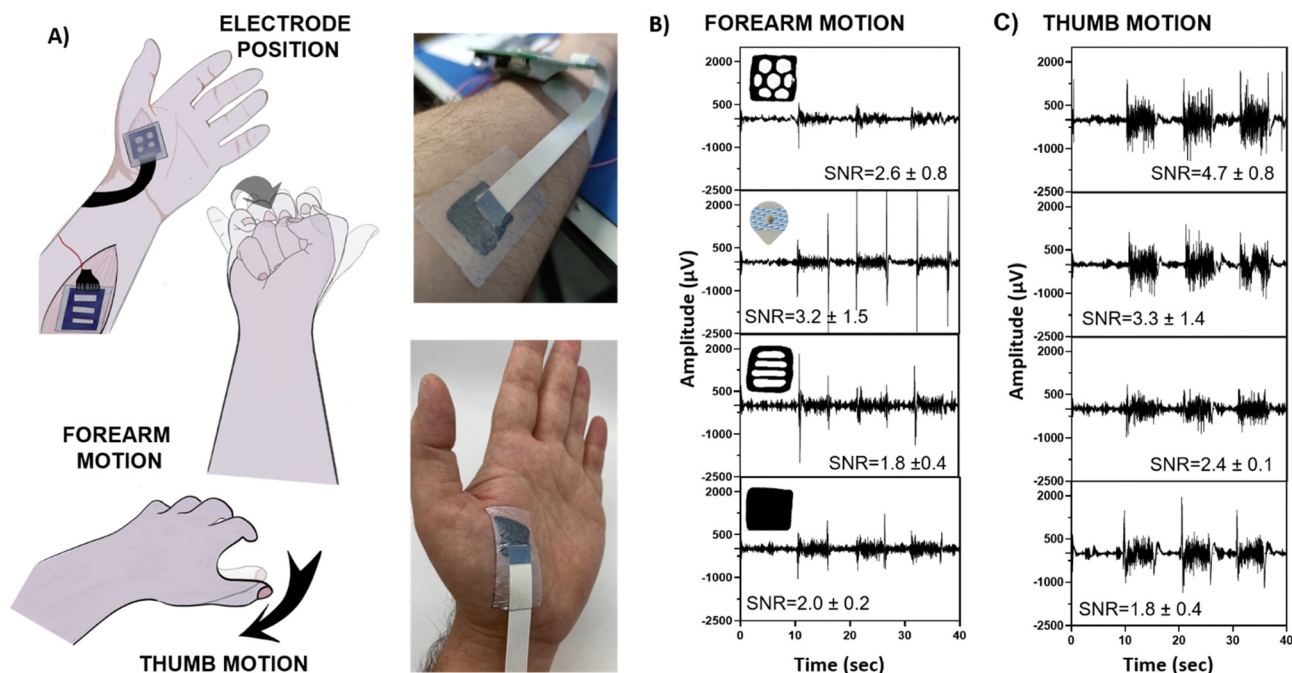 A)
ELECTRODE
POSITION
FOREARM
MOTION
THUMB MOTION
B)
FOREARM MOTION
Amplitude (µV)
2000
500
-1000
-2500
SNR=2.6 ± 0.8
2000
500
-1000
-2500
SNR=3.2 ± 1.5
2000
500
-1000
-2500
SNR=1.8 ±0.4
2000
500
-1000
-2500
SNR=2.0 ± 0.2
0 10 20 30 40
Time (sec)
C)
THUMB MOTION
Amplitude (µV)
2000
500
-1000
-2500
SNR=4.7 ± 0.8
2000
500
-1000
-2500
SNR=3.3 ± 1.4
2000
500
-1000
-2500
SNR=2.4 ± 0.1
2000
500
-1000
-2500
SNR=1.8 ± 0.4
0 10 20 30 40
Time (sec)